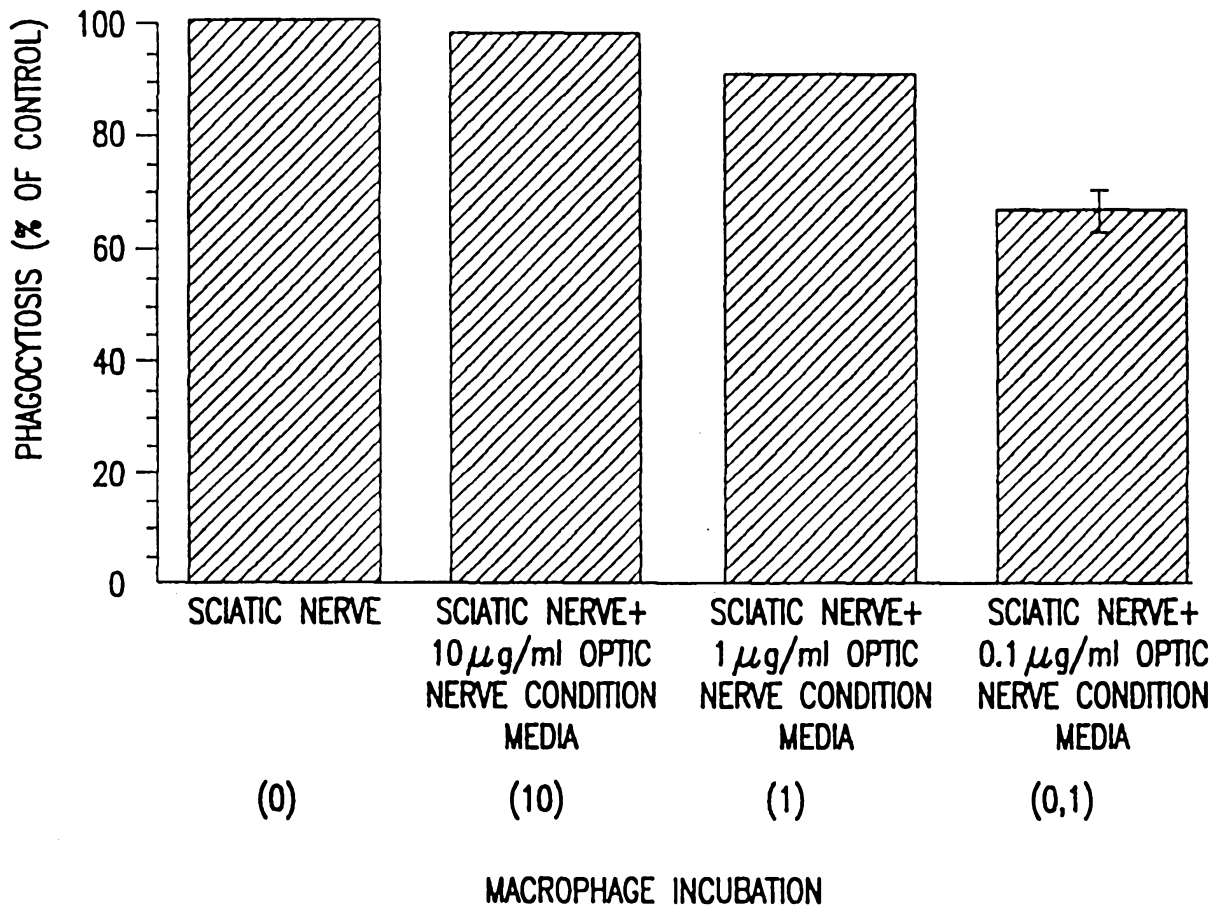 PHAGOCYTOSIS (% OF CONTROL)
100
80
60
40
20
0
SCIATIC NERVE
SCIATIC NERVE+
10 μg/ml OPTIC
NERVE CONDITION
MEDIA
SCIATIC NERVE+
1 μg/ml OPTIC
NERVE CONDITION
MEDIA
SCIATIC NERVE+
0.1 μg/ml OPTIC
NERVE CONDITION
MEDIA
(0)
(10)
(1)
(0,1)
MACROPHAGE INCUBATION